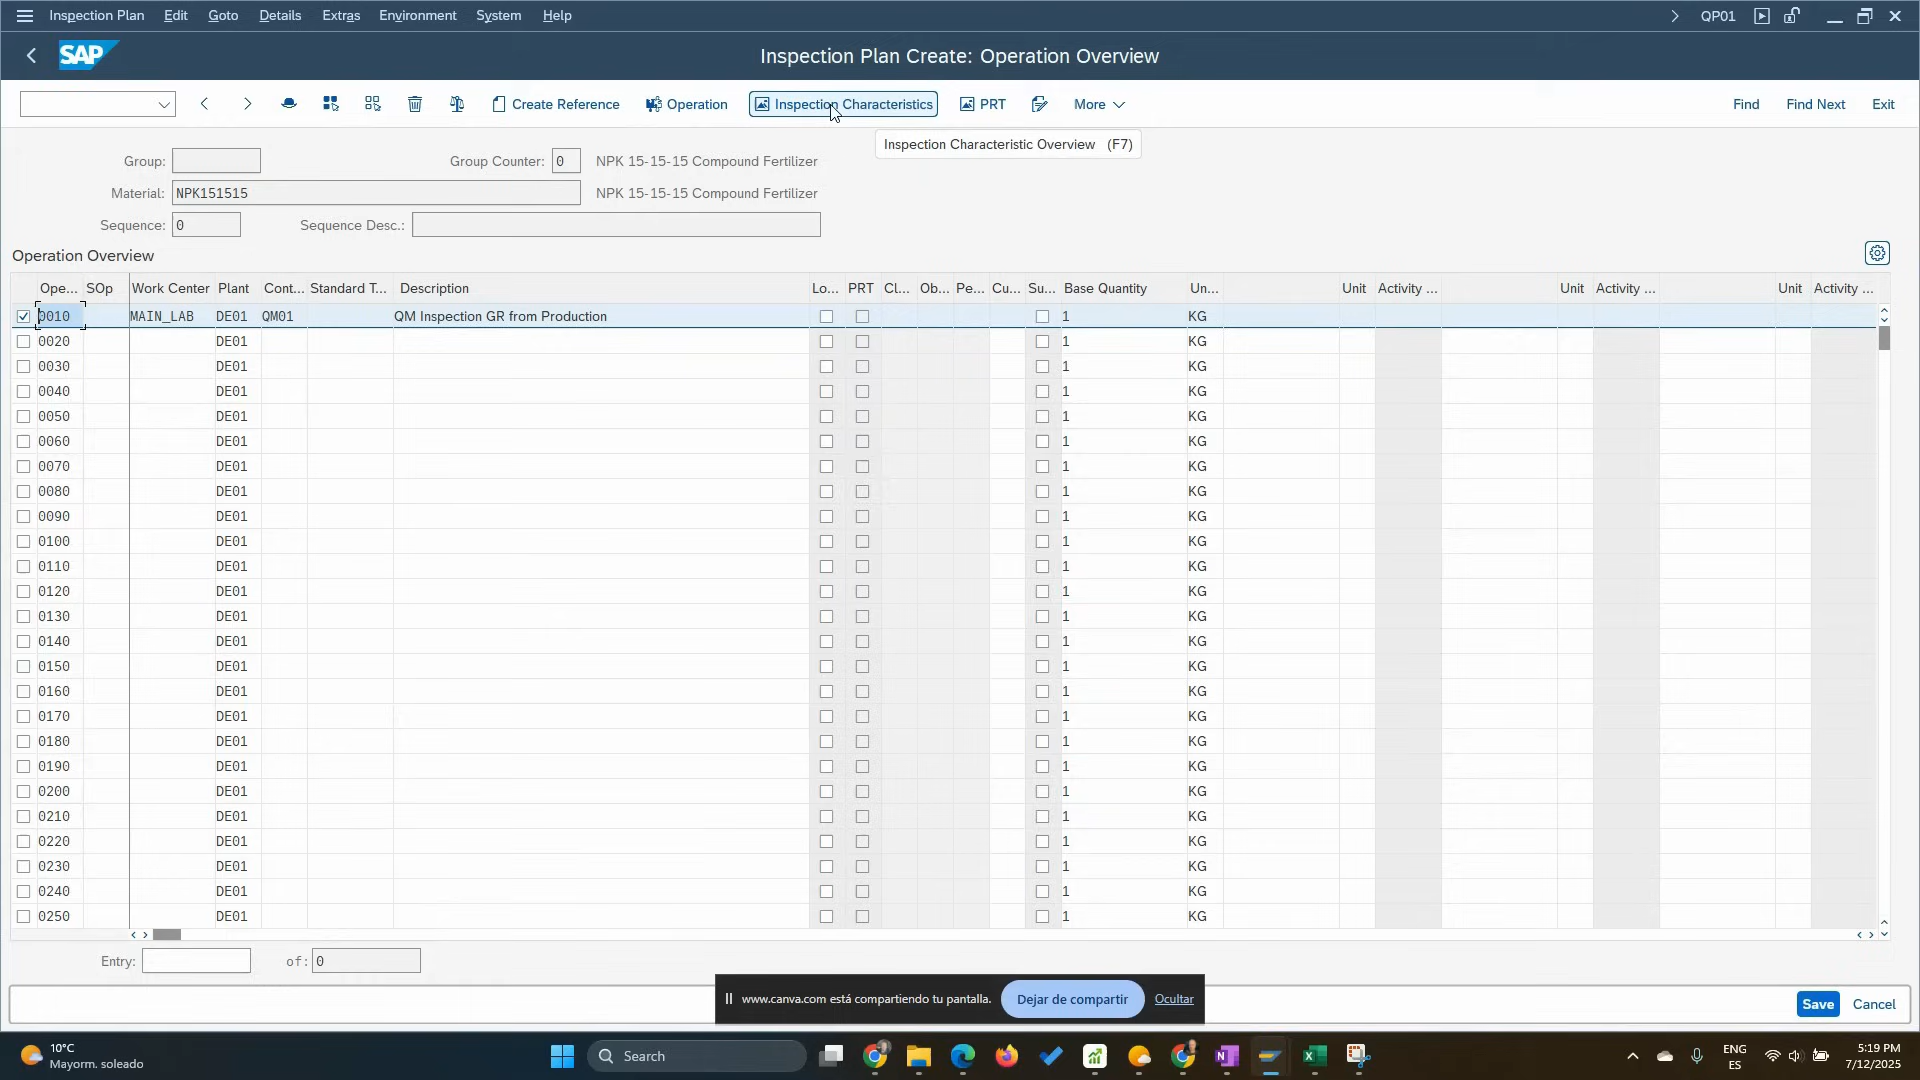 Inspection Plan Edit Goto Details Extras Environment System Help QP01
SAP Inspection Plan Create: Operation Overview
Create Reference Operation Inspection Characteristics PRT More Find Find Next Exit
Inspection Characteristic Overview (F7)
Group: Group Counter: 0 NPK 15-15-15 Compound Fertilizer
Material: NPK151515 NPK 15-15-15 Compound Fertilizer
Sequence: 0 Sequence Desc.:
Operation Overview
Ope... SOp Work Center Plant Cont... Standard T... Description Lo... PRT Cl... Ob... Pe... Cu... Su... Base Quantity Un... Unit Activity ... Unit Activity ... Unit Activity ...
0010 MAIN_LAB DE01 QM01 QM Inspection GR from Production 1 KG
0020 DE01 1 KG
0030 DE01 1 KG
0040 DE01 1 KG
0050 DE01 1 KG
0060 DE01 1 KG
0070 DE01 1 KG
0080 DE01 1 KG
0090 DE01 1 KG
0100 DE01 1 KG
0110 DE01 1 KG
0120 DE01 1 KG
0130 DE01 1 KG
0140 DE01 1 KG
0150 DE01 1 KG
0160 DE01 1 KG
0170 DE01 1 KG
0180 DE01 1 KG
0190 DE01 1 KG
0200 DE01 1 KG
0210 DE01 1 KG
0220 DE01 1 KG
0230 DE01 1 KG
0240 DE01 1 KG
0250 DE01 1 KG
Entry: of: 0
www.canva.com está compartiendo tu pantalla. Dejar de compartir Ocultar
Save Cancel
10°C
Mayorm. soleado
Search
ENG
ES
5:19 PM
7/12/2025